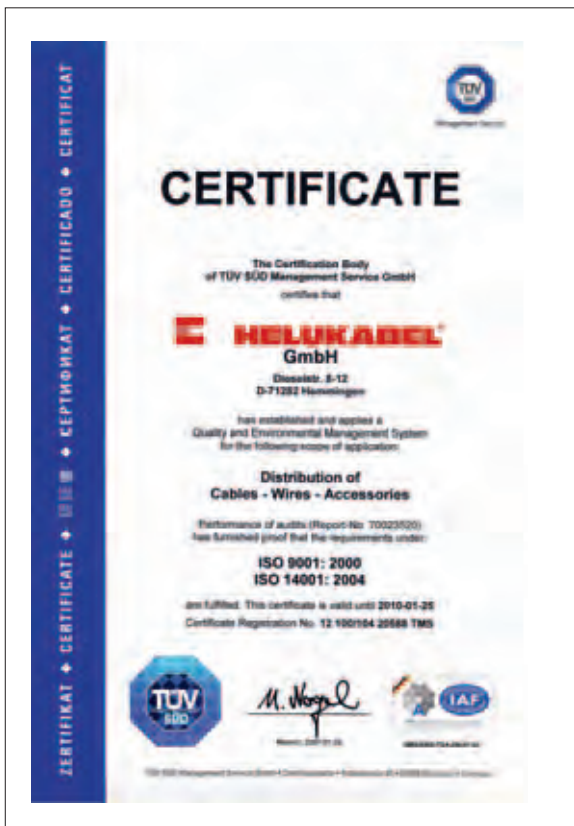 TÜV
SÜD
Management Service
CERTIFICATE
The Certification Body
of TÜV SÜD Management Service GmbH
certifies that
HELUKABEL®
GmbH
Dieselstr. 8-12
D-71282 Hemmingen
has established and applies a
Quality and Environmental Management System
for the following scope of application:
Distribution of
Cables - Wires - Accessories
Performance of audits (Report-No. 70023520)
has furnished proof that the requirements under:
ISO 9001: 2000
ISO 14001: 2004
are fulfilled. This certificate is valid until 2010-01-25
Certificate Registration No. 12 100/104 20588 TMS
TÜV
SÜD
IAF
ZERTIFIKAT ◆ CERTIFICATE ◆ ◆ СЕРТИФИКАТ ◆ CERTIFICADO ◆ CERTIFICAT